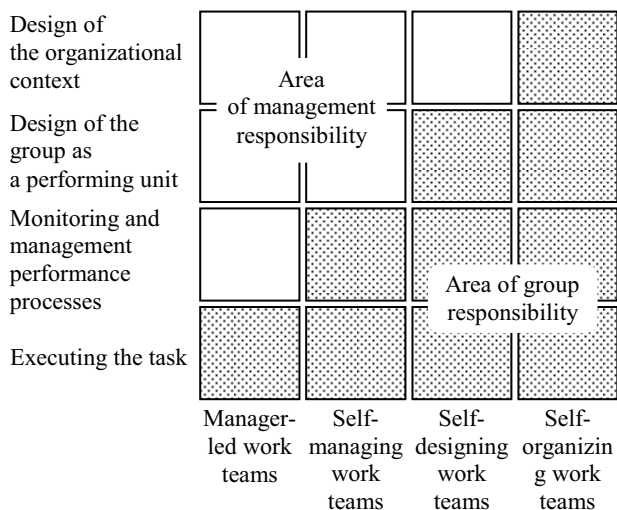 Design of
the organizational
context
Area
of management
responsibility
Design of the
group as
a performing unit
Monitoring and
management
performance
processes
Area of group
responsibility
Executing the task
Manager-
led work
teams
Self-
managing
work
teams
Self-
designing
work
teams
Self-
organizin
g work
teams